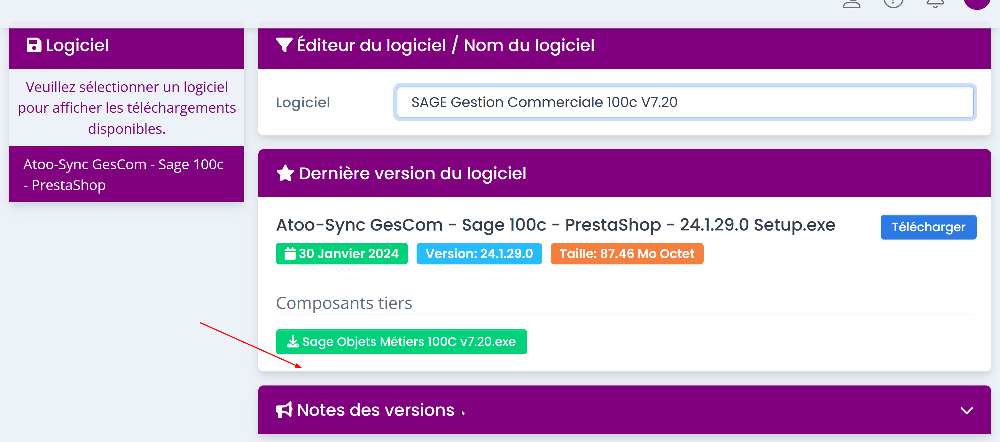 Logiciel
Veuillez sélectionner un logiciel
pour afficher les téléchargements
disponibles.
Atoo-Sync GesCom - Sage 100c
- PrestaShop
Éditeur du logiciel / Nom du logiciel
Logiciel
SAGE Gestion Commerciale 100c V7.20
Dernière version du logiciel
Atoo-Sync GesCom - Sage 100c - PrestaShop - 24.1.29.0 Setup.exe
Télécharger
30 Janvier 2024
Version: 24.1.29.0
Taille: 87.46 Mo Octet
Composants tiers
Sage Objets Métiers 100C v7.20.exe
Notes des versions